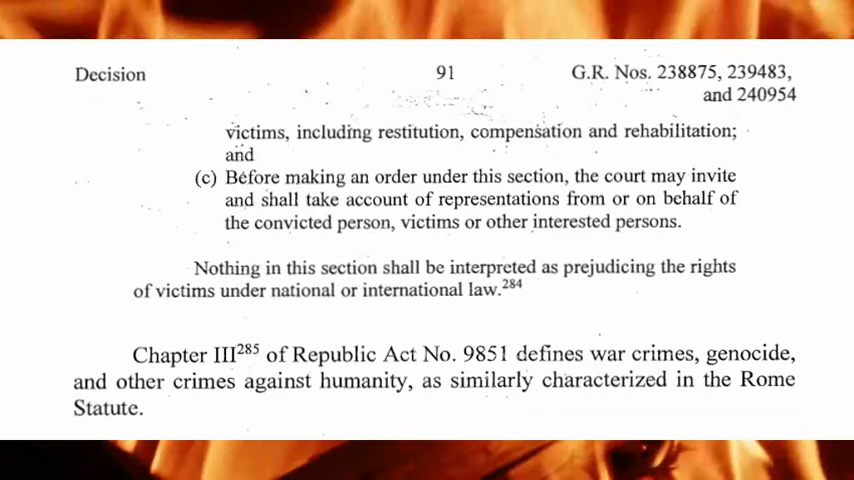 Decision 91 G.R. Nos. 238875, 239483,
and 240954
victims, including restitution, compensation and rehabilitation;
and
(c) Before making an order under this section, the court may invite
and shall take account of representations from or on behalf of
the convicted person, victims or other interested persons.
Nothing in this section shall be interpreted as prejudicing the rights
of victims under national or international law.284
Chapter III285 of Republic Act No. 9851 defines war crimes, genocide,
and other crimes against humanity, as similarly characterized in the Rome
Statute.